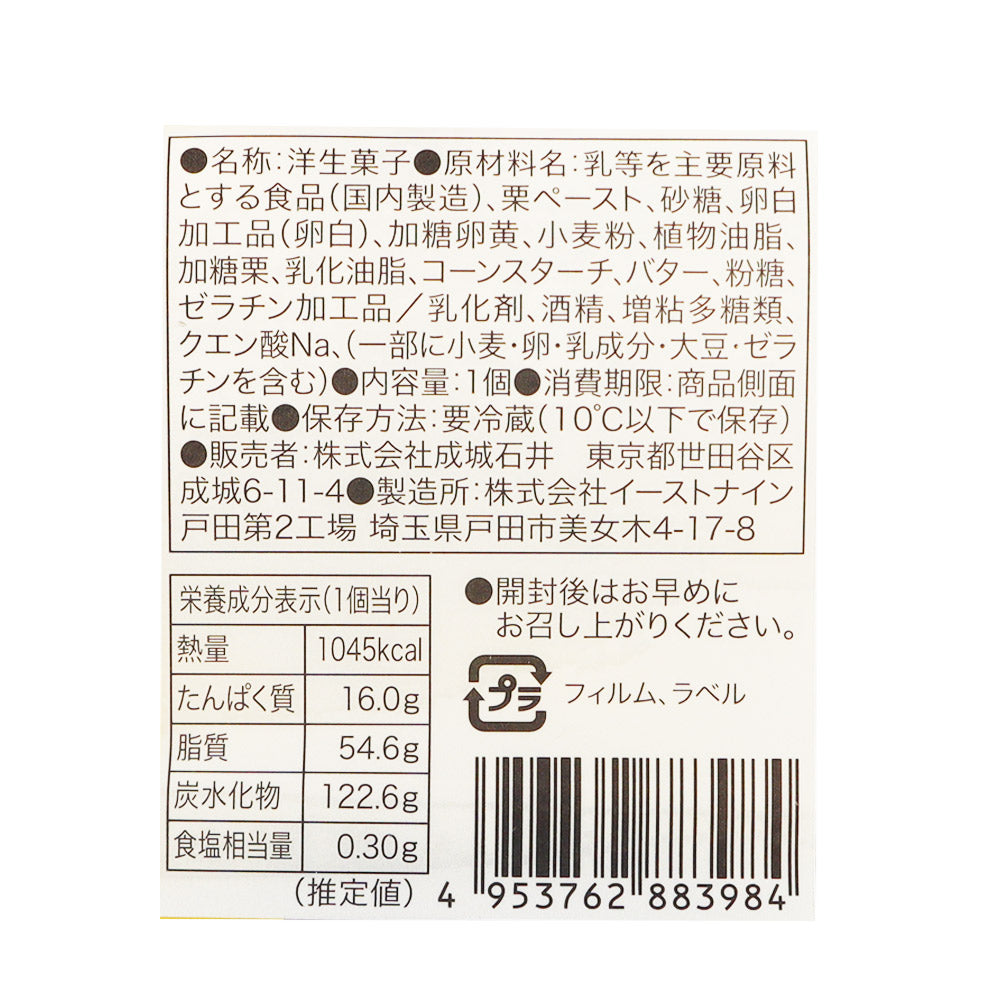 ●名称:洋生菓子●原材料名:乳等を主要原料
とする食品(国内製造)、栗ペースト、砂糖、卵白
加工品(卵白)、加糖卵黄、小麦粉、植物油脂、
加糖栗、乳化油脂、コーンスターチ、バター、粉糖、
ゼラチン加工品/乳化剤、酒精、増粘多糖類、
クエン酸Na、(一部に小麦・卵・乳成分・大豆・ゼラ
チンを含む)●内容量:1個●消費期限:商品側面
に記載●保存方法:要冷蔵(10℃以下で保存)
●販売者:株式会社成城石井 東京都世田谷区
成城6-11-4●製造所:株式会社イーストナイン
戸田第2工場 埼玉県戸田市美女木4-17-8
栄養成分表示(1個当り)
熱量 1045kcal
たんぱく質 16.0g
脂質 54.6g
炭水化物 122.6g
食塩相当量 0.30g
(推定値)
●開封後はお早めに
お召し上がりください。
プラ フィルム、ラベル
4 953762 883984